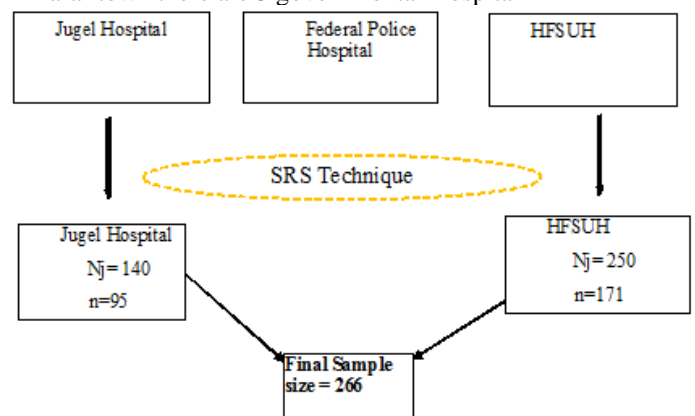 Jugel Hospital
Federal Police
Hospital
HFSUH
SRS Technique
Jugel Hospital
Nj= 140
n=95
HFSUH
Nj= 250
n=171
Final Sample
size = 266